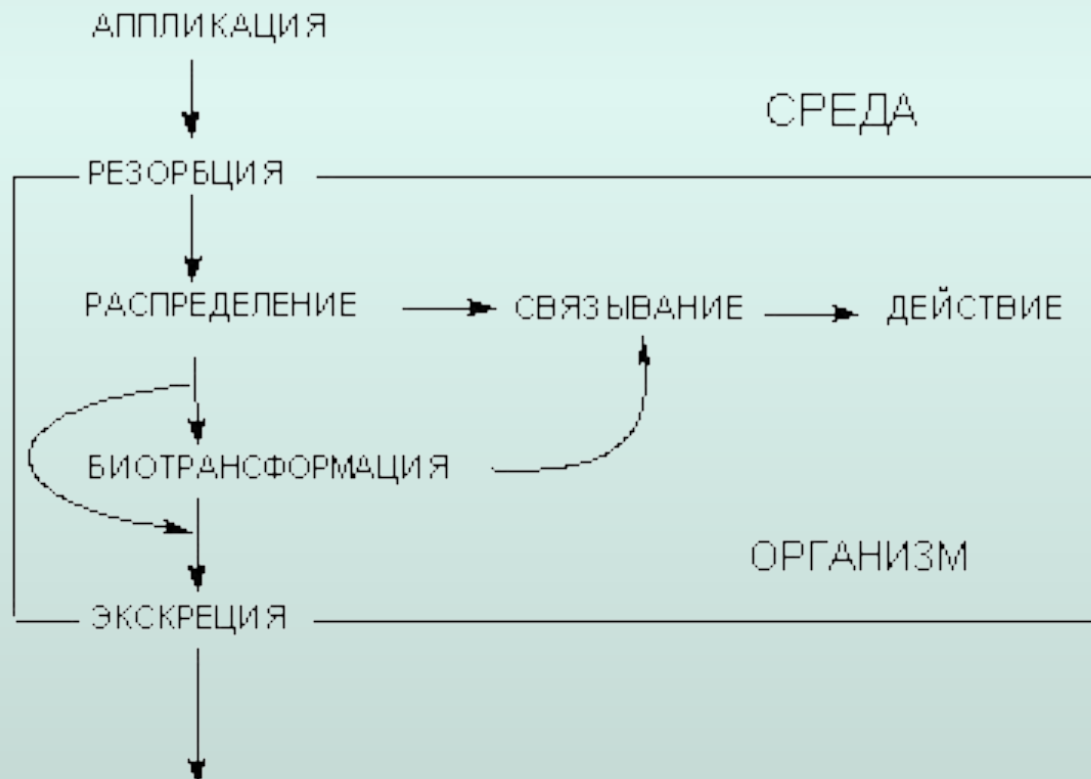 АППЛИКАЦИЯ
СРЕДА
РЕЗОРБЦИЯ
РАСПРЕДЕЛЕНИЕ СВЯЗЫВАНИЕ ДЕЙСТВИЕ
БИОТРАНСФОРМАЦИЯ
ОРГАНИЗМ
ЭКСКРЕЦИЯ